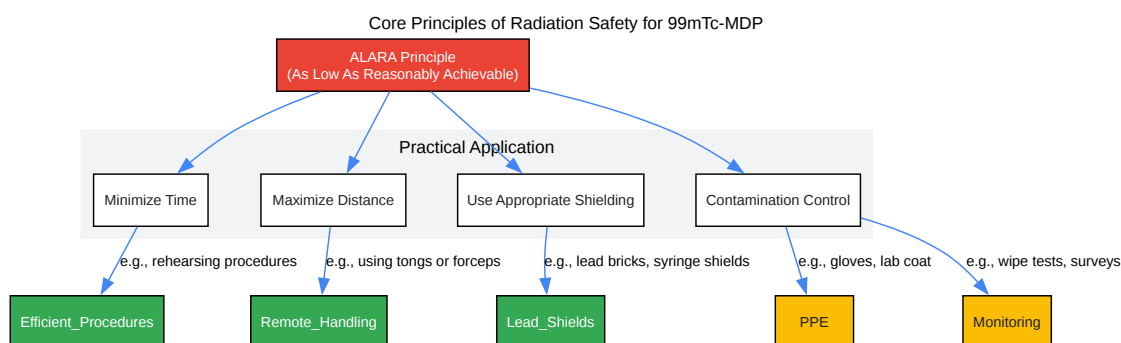 Core Principles of Radiation Safety for 99mTc-MDP
ALARA Principle
(As Low As Reasonably Achievable)
Practical Application
Minimize Time
Maximize Distance
Use Appropriate Shielding
Contamination Control
e.g., rehearsing procedures
e.g., using tongs or forceps
e.g., lead bricks, syringe shields
e.g., gloves, lab coat
e.g., wipe tests, surveys
Efficient_Procedures
Remote_Handling
Lead_Shields
PPE
Monitoring